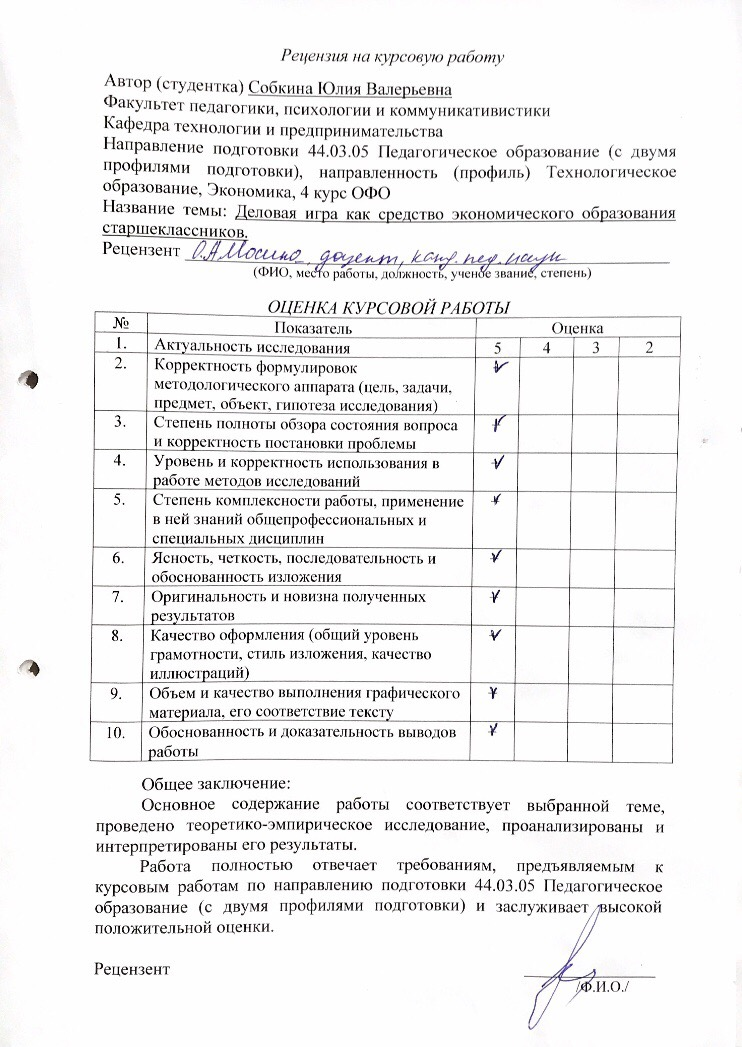 Рецензия на курсовую работу
Автор (студентка) Собкина Юлия Валерьевна
Факультет педагогики, психологии и коммуникативистики
Кафедра технологии и предпринимательства
Направление подготовки 44.03.05 Педагогическое образование (с двумя
профилями подготовки), направленность (профиль) Технологическое
образование, Экономика, 4 курс ОФО
Название темы: Деловая игра как средство экономического образования
старшеклассников.
Рецензент О.А. Мосина, доцент, канд. пед. наук
(ФИО, место работы, должность, ученое звание, степень)
ОЦЕНКА КУРСОВОЙ РАБОТЫ
№ Показатель Оценка
1. Актуальность исследования 5 4 3 2
2. Корректность формулировок
методологического аппарата (цель, задачи,
предмет, объект, гипотеза исследования)
3. Степень полноты обзора состояния вопроса
и корректность постановки проблемы
4. Уровень и корректность использования в
работе методов исследований
5. Степень комплексности работы, применение
в ней знаний общепрофессиональных и
специальных дисциплин
6. Ясность, четкость, последовательность и
обоснованность изложения
7. Оригинальность и новизна полученных
результатов
8. Качество оформления (общий уровень
грамотности, стиль изложения, качество
иллюстраций)
9. Объем и качество выполнения графического
материала, его соответствие тексту
10. Обоснованность и доказательность выводов
работы
Общее заключение:
Основное содержание работы соответствует выбранной теме,
проведено теоретико-эмпирическое исследование, проанализированы и
интерпретированы его результаты.
Работа полностью отвечает требованиям, предъявляемым к
курсовым работам по направлению подготовки 44.03.05 Педагогическое
образование (с двумя профилями подготовки) и заслуживает высокой
положительной оценки.
Рецензент
/Ф.И.О./